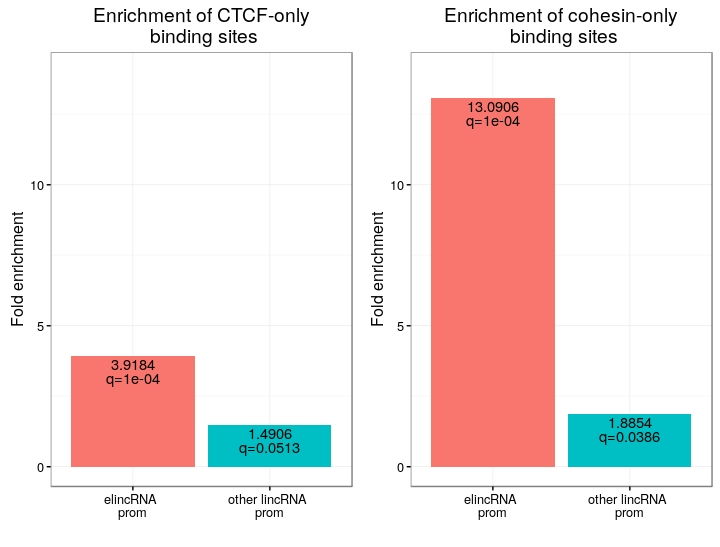 Enrichment of CTCF-only
binding sites
Fold enrichment
10
5
0
3.9184
q=1e-04
1.4906
q=0.0513
elincRNA
prom
other lincRNA
prom
Enrichment of cohesin-only
binding sites
Fold enrichment
10
5
0
13.0906
q=1e-04
1.8854
q=0.0386
elincRNA
prom
other lincRNA
prom